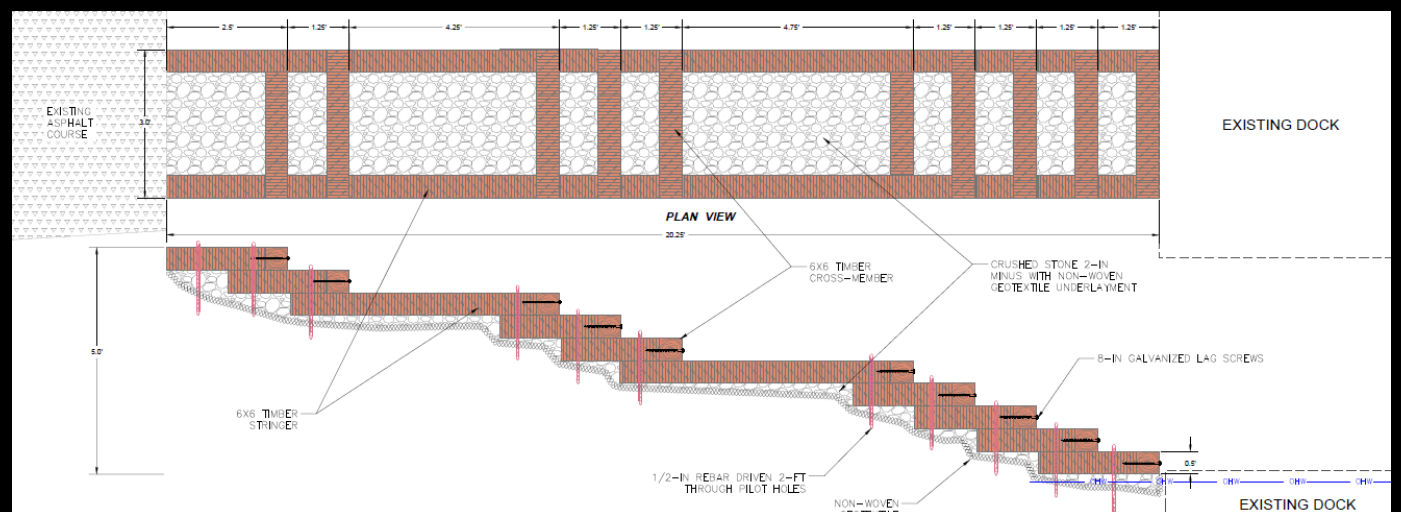 2.5' 1.25' 4.25' 1.25' 1.25' 4.75' 1.25' 1.25' 1.25' 1.25'
EXISTING
ASPHALT
COURSE
3.0'
EXISTING DOCK
PLAN VIEW
20.25'
6X6 TIMBER
CROSS-MEMBER
CRUSHED STONE 2-IN
MINUS WITH NON-WOVEN
GEOTEXTILE UNDERLAYMENT
5.0'
8-IN GALVANIZED LAG SCREWS
6X6 TIMBER
STRINGER
0.5'
1/2-IN REBAR DRIVEN 2-FT
THROUGH PILOT HOLES
OHW OHW OHW OHW OHW
NON-WOVEN
EXISTING DOCK